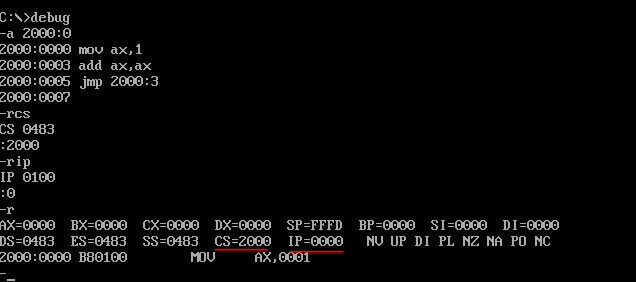 C:\>debug
-a 2000:0
2000:0000 mov ax,1
2000:0003 add ax,ax
2000:0005 jmp 2000:3
2000:0007
-rcs
CS 0483
:2000
-rip
IP 0100
:0
-r
AX=0000  BX=0000  CX=0000  DX=0000  SP=FFFD  BP=0000  SI=0000  DI=0000
DS=0483  ES=0483  SS=0483  CS=2000  IP=0000   NV UP DI PL NZ NA PO NC
2000:0000 B80100        MOV     AX,0001
-_